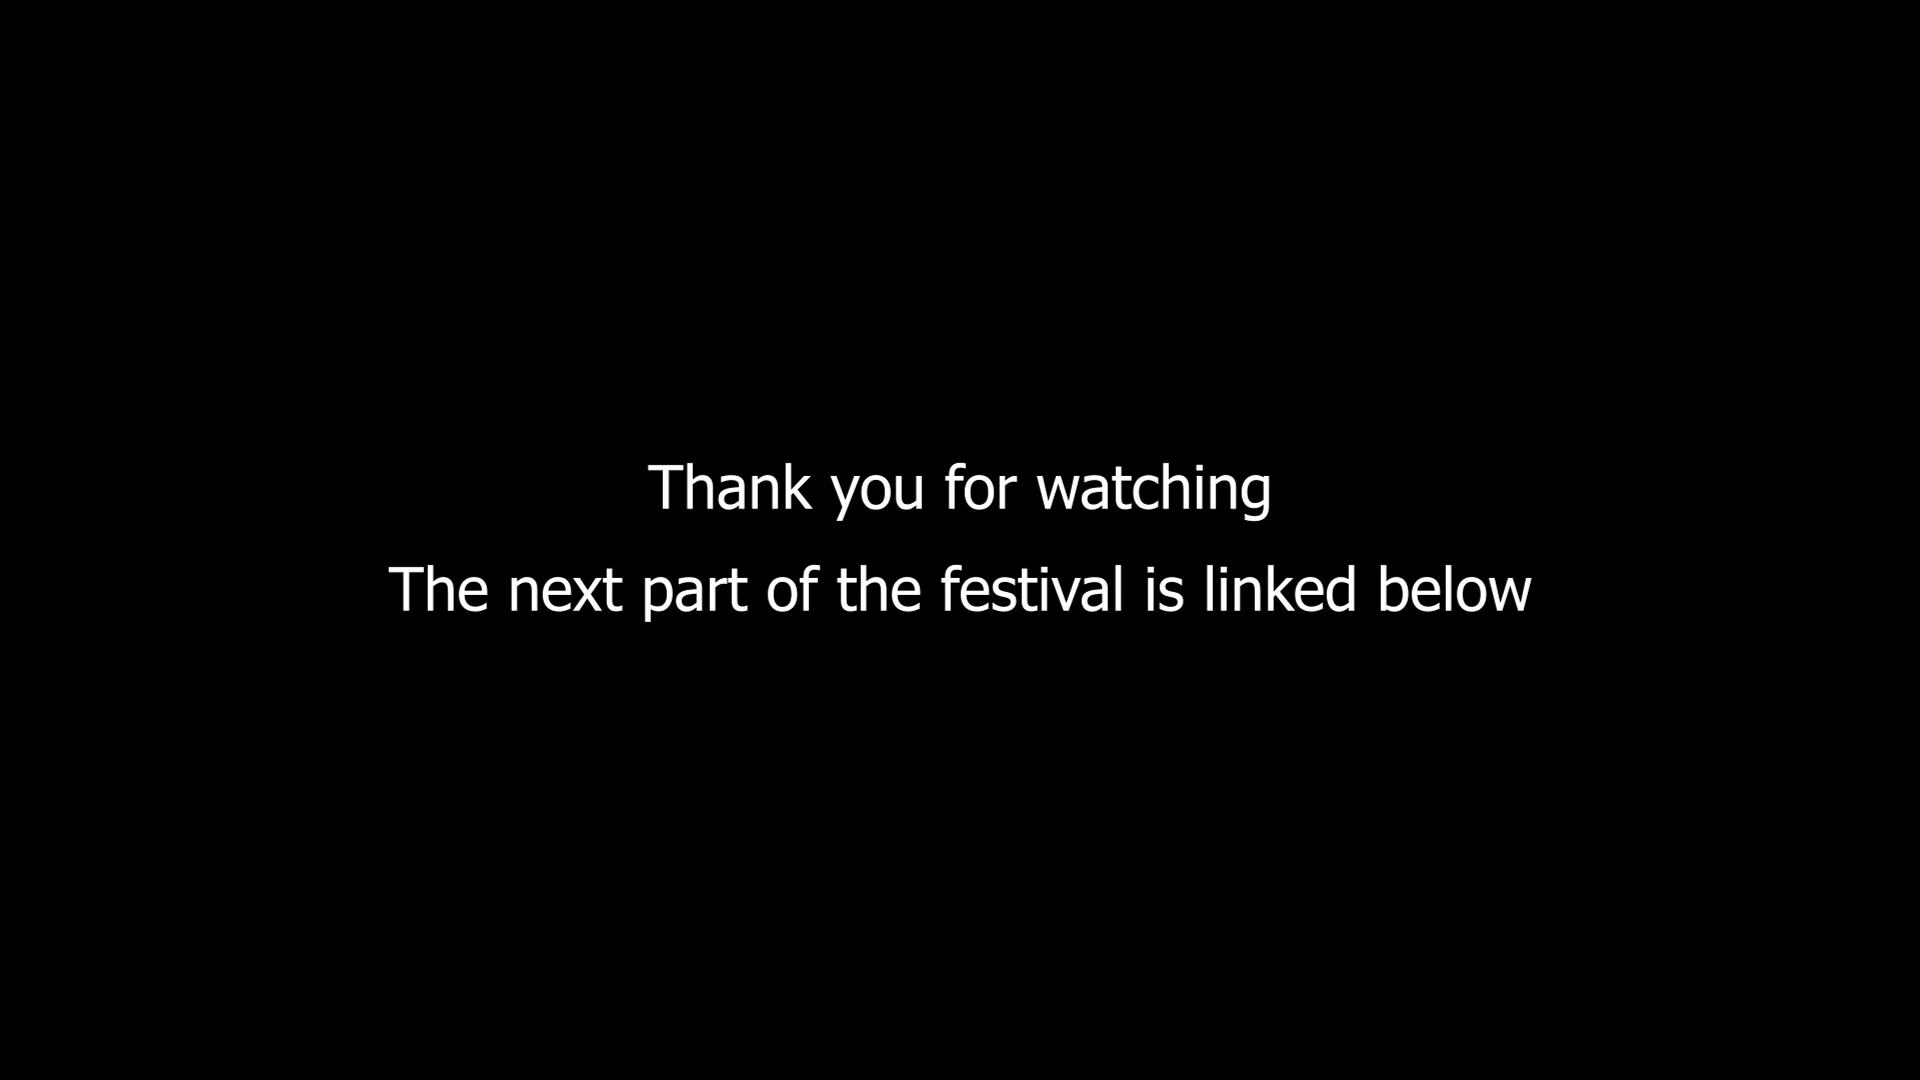 Thank you for watching
The next part of the festival is linked below